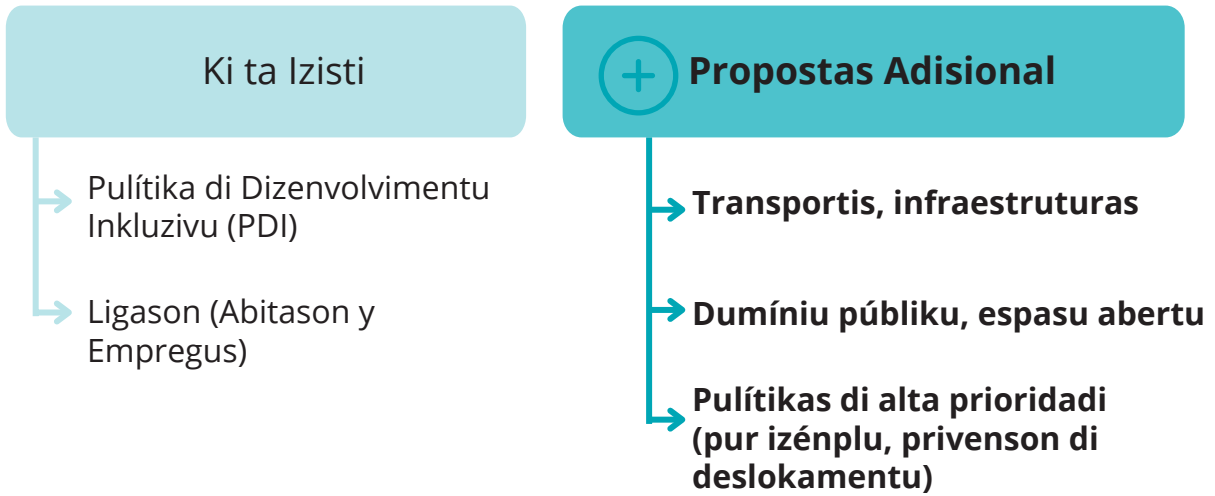 Ki ta Izisti
Pulítika di Dizenvolvimentu
Inkluzivu (PDI)
Ligason (Abitason y
Empregus)
Propostas Adisional
Transportis, infraestruturas
Dumíniu públiku, espasu abertu
Pulítikas di alta prioridadi
(pur izénplu, privenson di
deslokamentu)